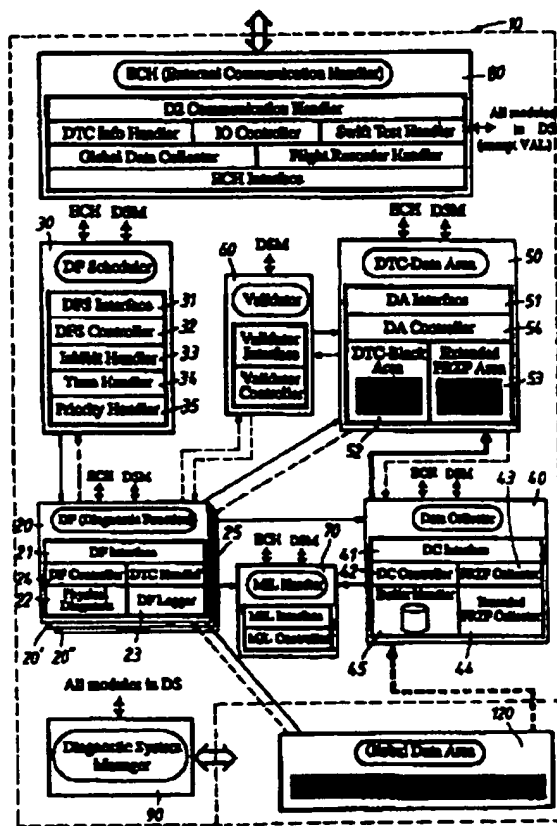 10
ECH (External Communication Handler)
80
D2 Communication Handler
DTC Info Handler
IO Controller
Swift Test Handler
Global Data Collector
Flight Recorder Handler
ECH Interface
All modules
in DS
(except VAL)
ECH
DSM
30
DF Scheduler
DFS Interface
31
DFS Controller
32
Inhibit Handler
33
Time Handler
34
Priority Handler
35
DSM
60
Validator
Validator
Interface
Validator
Controller
ECH
DSM
50
DTC-Data Area
DA Interface
51
DA Controller
54
DTC-Block
Area
Extended
FRZF Area
53
52
ECH
DSM
20
DF (Diagnostic Function)
25
21
DF Interface
24
DF Controller
DTC Handler
22
Physical
Diagnosis
DF Logger
23
20'
20"
ECH
DSM
70
MIL Handler
MIL Interface
MIL Controller
ECH
DSM
43
40
Data Collector
41
DC Interface
42
DC Controller
FRZF Collector
Buffer Handler
Extended
FRZF Collector
45
44
All modules in DS
Diagnostic System
Manager
90
120
Global Data Area